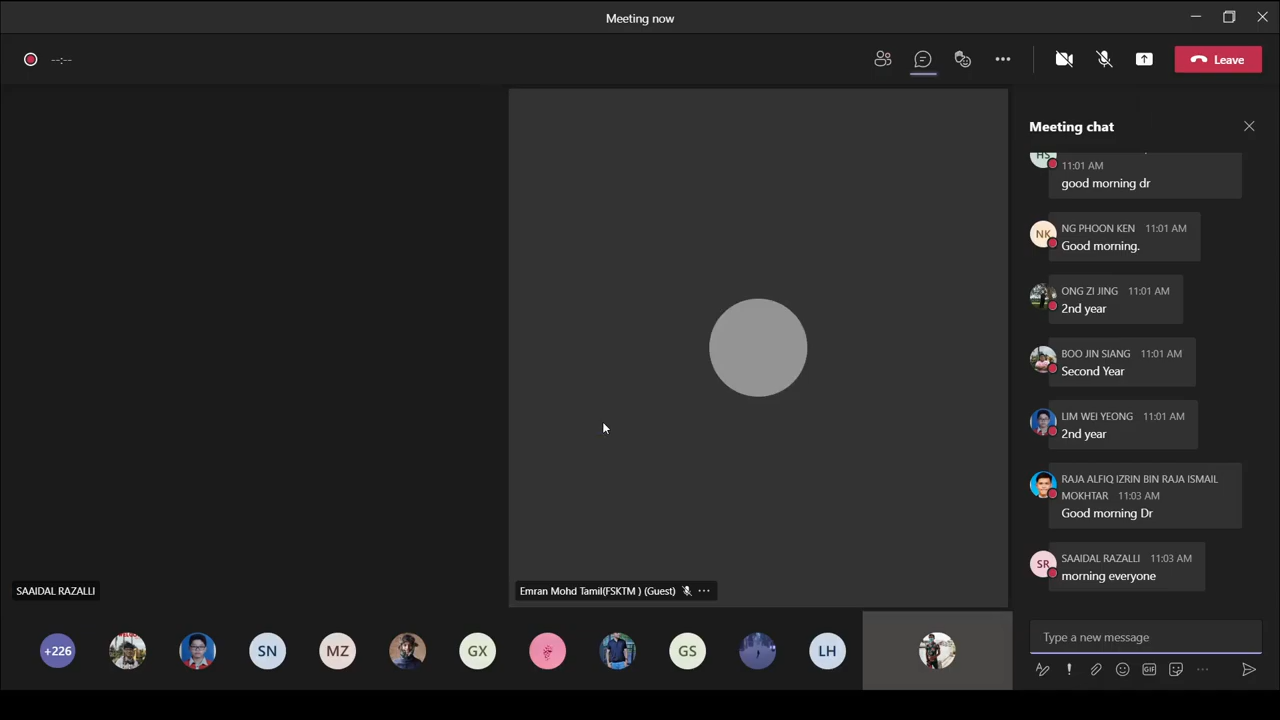 Meeting now
--:--
Leave
Meeting chat
HS
11:01 AM
good morning dr
NK
NG PHOON KEN 11:01 AM
Good morning.
ONG ZI JING 11:01 AM
2nd year
BOO JIN SIANG 11:01 AM
Second Year
LIM WEI YEONG 11:01 AM
2nd year
RAJA ALFIQ IZRIN BIN RAJA ISMAIL
MOKHTAR 11:03 AM
Good morning Dr
SR
SAAIDAL RAZALLI 11:03 AM
morning everyone
SAAIDAL RAZALLI
Emran Mohd Tamil(FSKTM ) (Guest)
+226
SN
MZ
GX
GS
LH
Type a new message
GIF